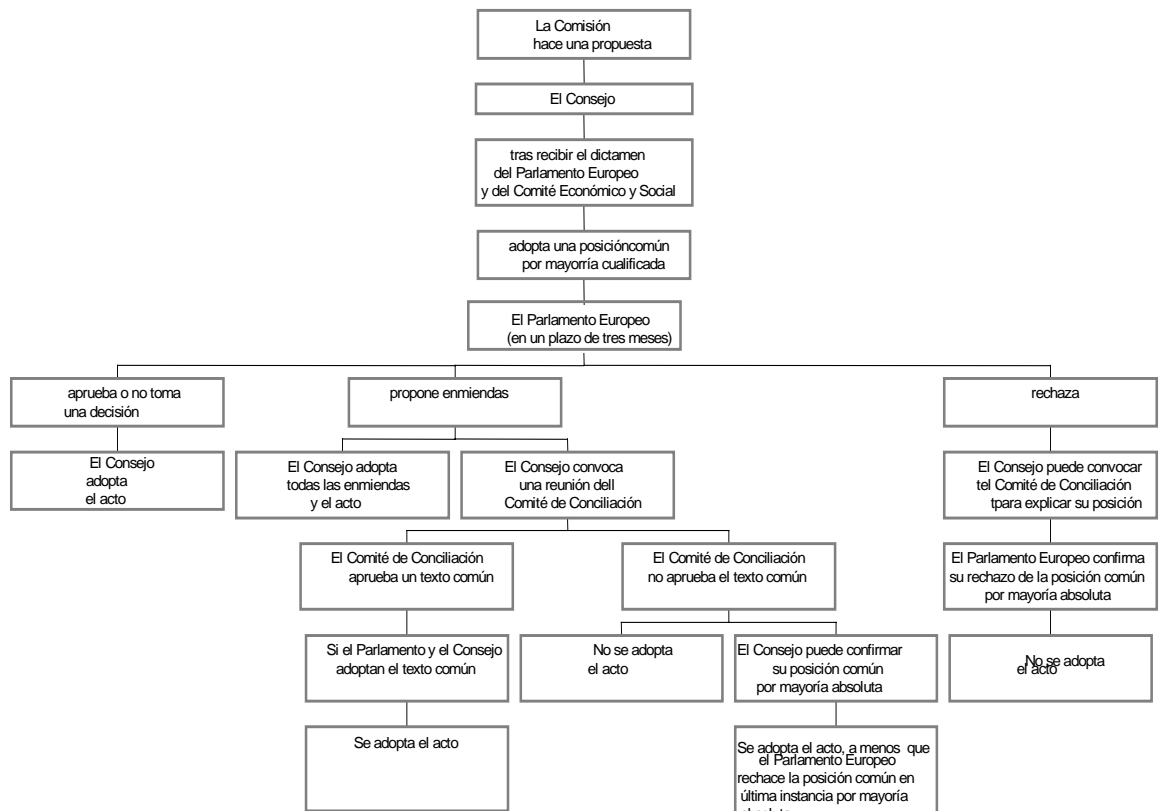 La Comisión
hace una propuesta
El Consejo
tras recibir el dictamen
del Parlamento Europeo
y del Comité Económico y Social
adopta una posicióncomún
por mayorría cualificada
El Parlamento Europeo
(en un plazo de tres meses)
aprueba o no toma
una decisión
propone enmiendas
rechaza
El Consejo
adopta
el acto
El Consejo adopta
todas las enmiendas
y el acto
El Consejo convoca
una reunión dell
Comité de Conciliación
El Consejo puede convocar
tel Comité de Conciliación
tpara explicar su posición
El Comité de Conciliación
aprueba un texto común
El Comité de Conciliación
no aprueba el texto común
El Parlamento Europeo confirma
su rechazo de la posición común
por mayoría absoluta
Si el Parlamento y el Consejo
adoptan el texto común
No se adopta
el acto
El Consejo puede confirmar
su posición común
por mayoría absoluta
No se adopta
el acto
Se adopta el acto
Se adopta el acto, a menos que
el Parlamento Europeo
rechace la posición común en
última instancia por mayoría